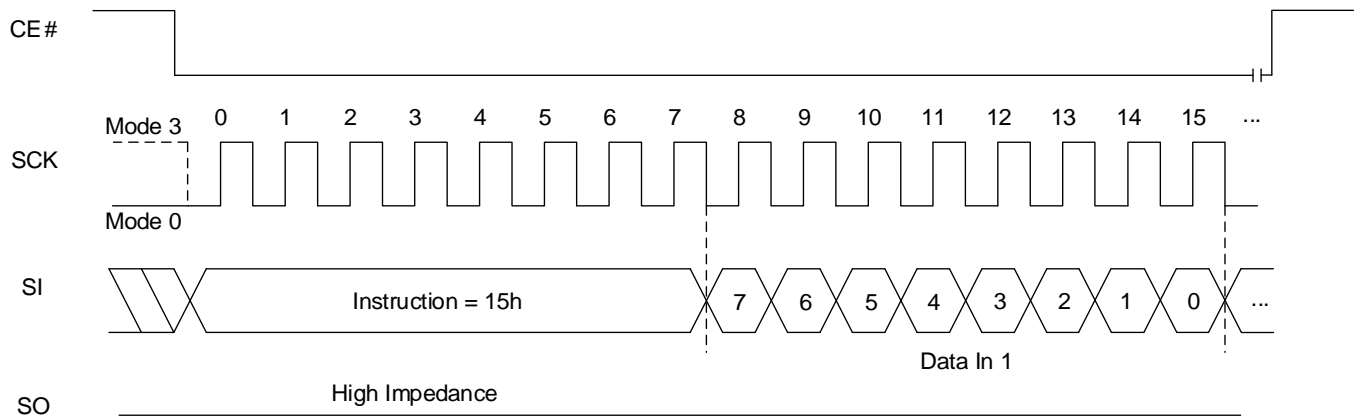 CE#
Mode 3
0 1 2 3 4 5 6 7 8 9 10 11 12 13 14 15 ...
SCK
Mode 0
SI
Instruction = 15h
7 6 5 4 3 2 1 0 ...
Data In 1
High Impedance
SO